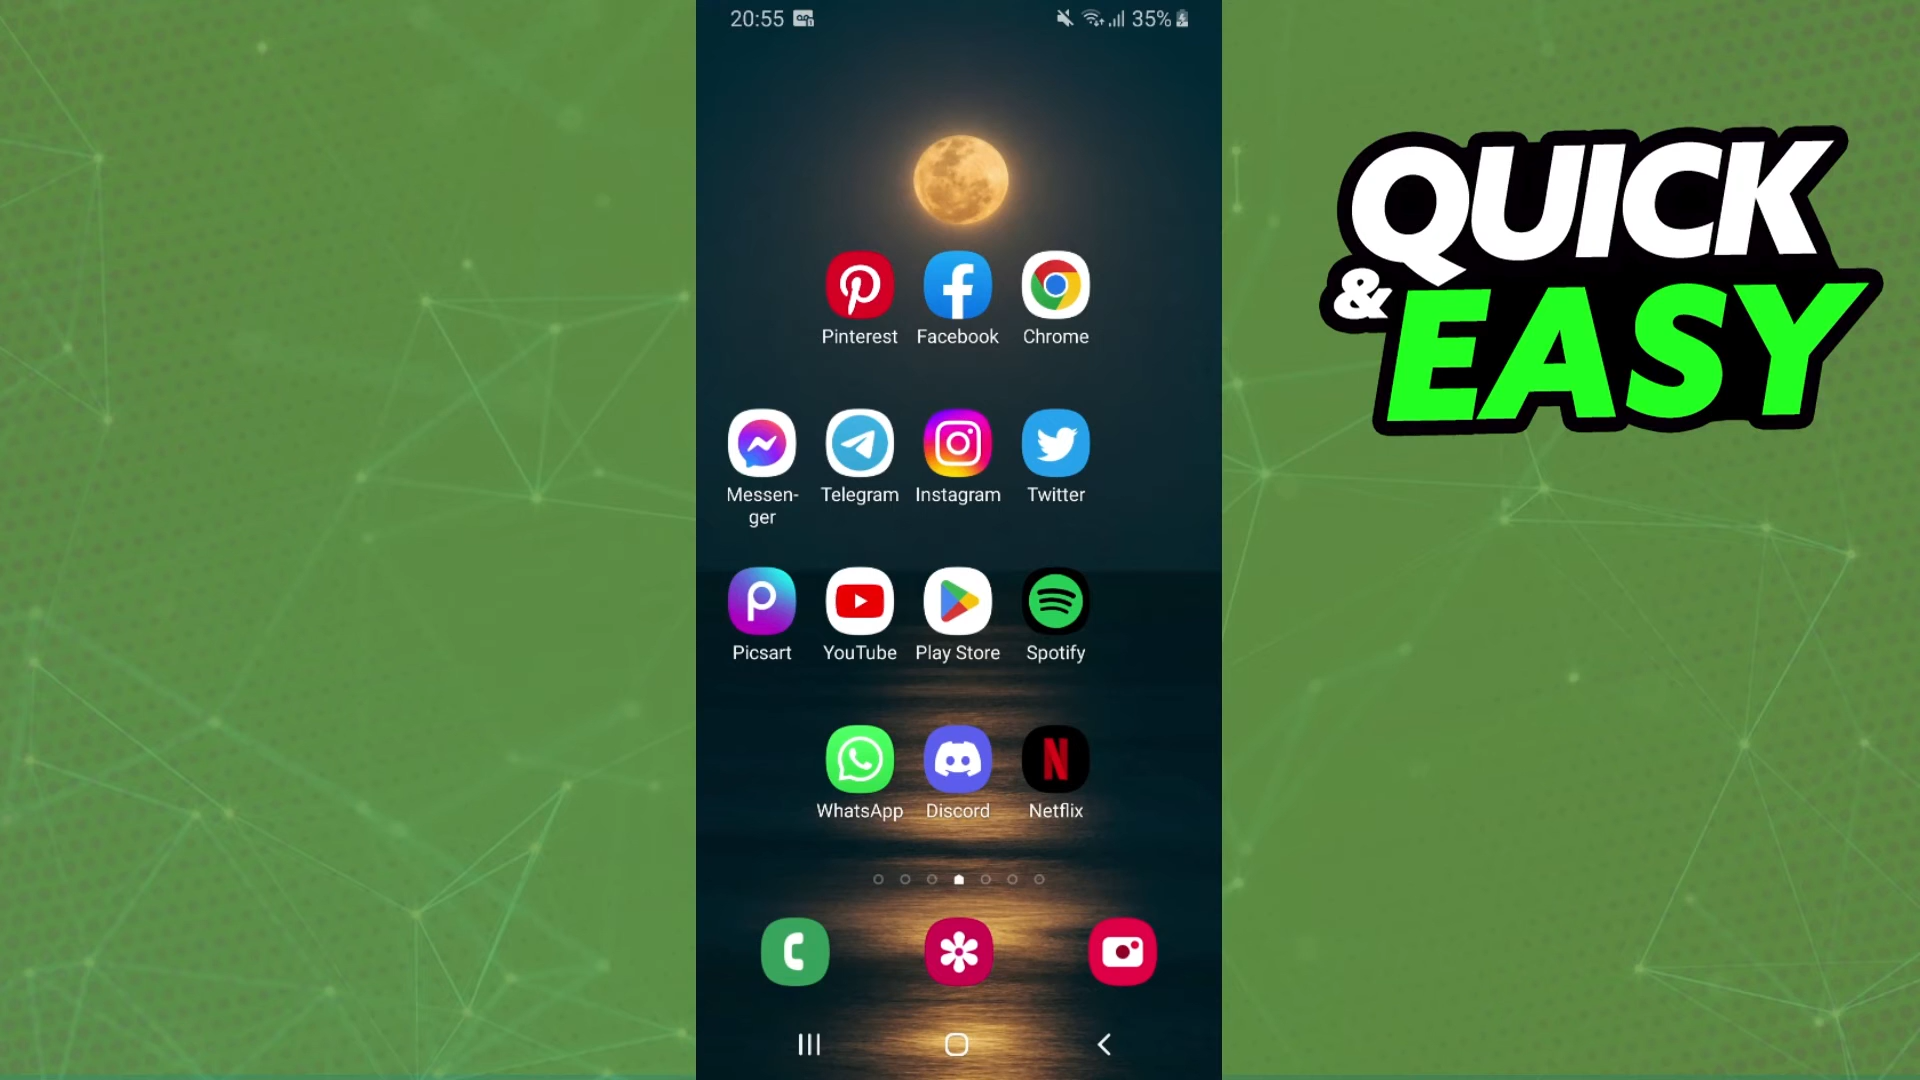 20:55
35%
QUICK
& EASY
Pinterest Facebook Chrome
Messen-
ger
Telegram Instagram Twitter
Picsart YouTube Play Store Spotify
WhatsApp Discord Netflix